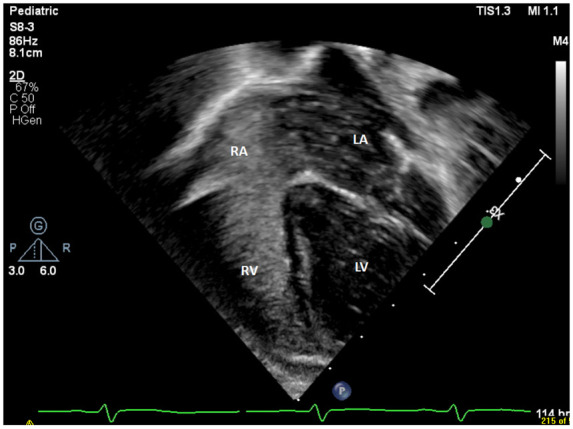 Pediatric
TIS1.3 MI 1.1
S8-3
86Hz
8.1cm
M4
2D
67%
C 50
P Off
HGen
RA
LA
RV
LV
G
P R
3.0 6.0
P
114
215 of